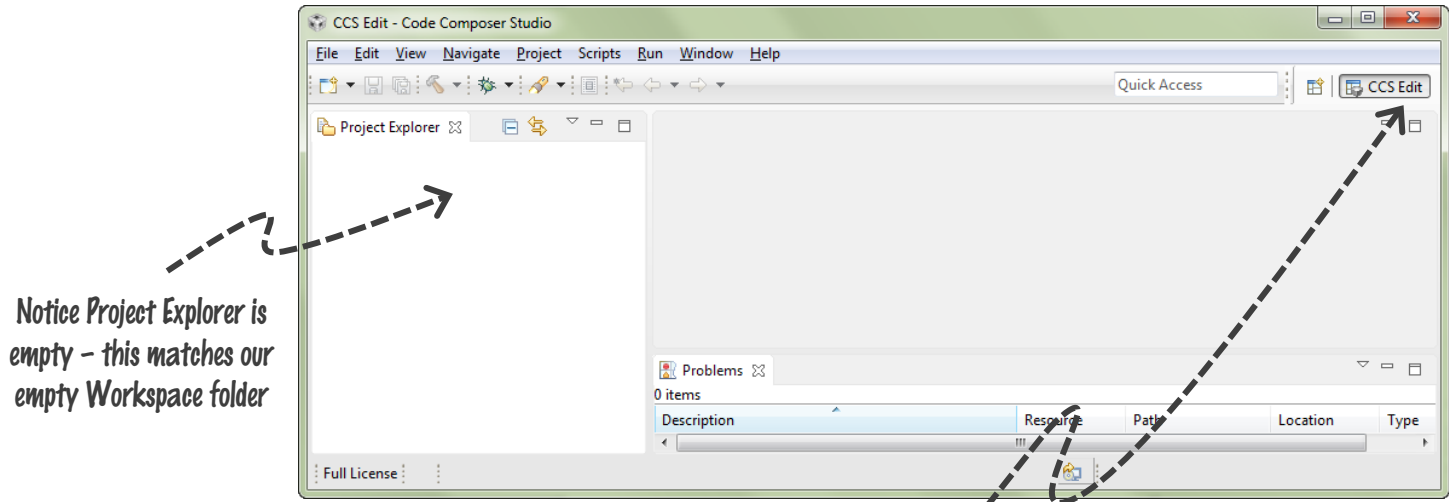 CCS Edit - Code Composer Studio
File Edit View Navigate Project Scripts Run Window Help
Quick Access
CCS Edit
Project Explorer
Notice Project Explorer is
empty – this matches our
empty Workspace folder
Problems
0 items
Description Resource Path Location Type
Full License